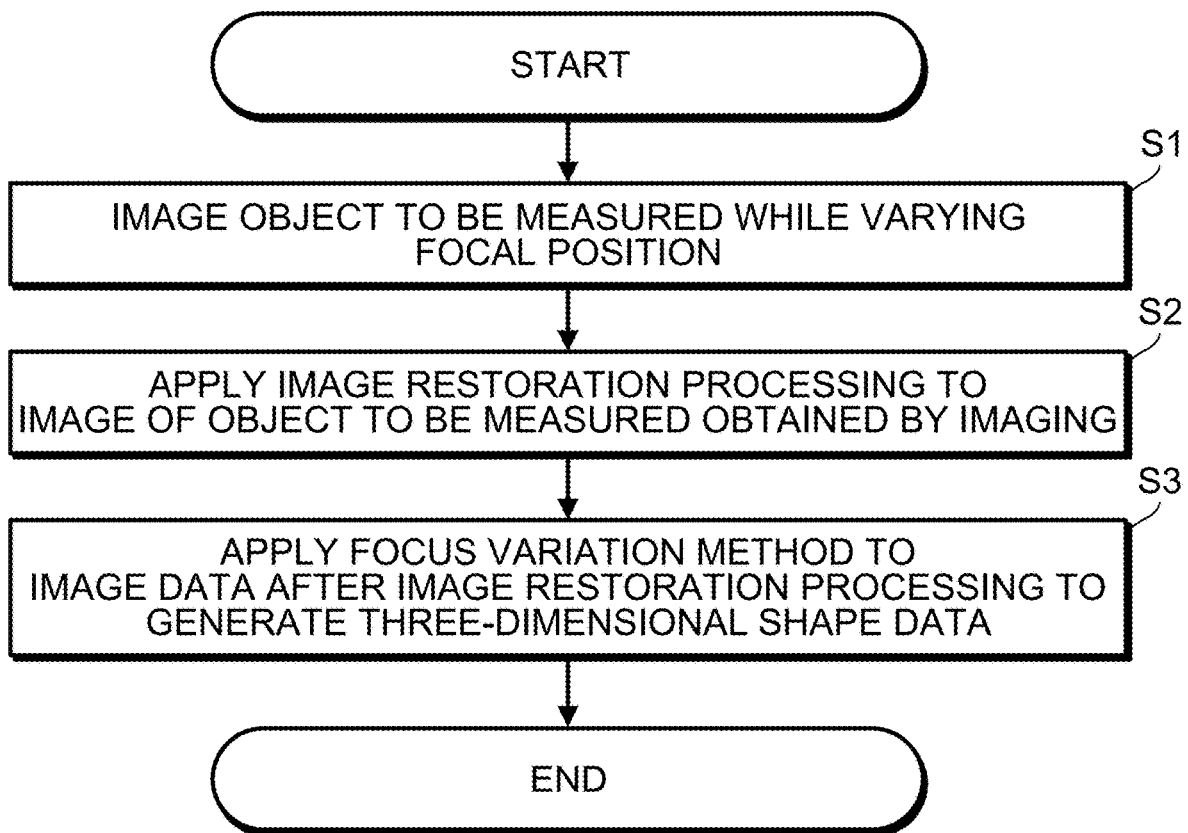 START
S1
IMAGE OBJECT TO BE MEASURED WHILE VARYING
FOCAL POSITION
S2
APPLY IMAGE RESTORATION PROCESSING TO
IMAGE OF OBJECT TO BE MEASURED OBTAINED BY IMAGING
S3
APPLY FOCUS VARIATION METHOD TO
IMAGE DATA AFTER IMAGE RESTORATION PROCESSING TO
GENERATE THREE-DIMENSIONAL SHAPE DATA
END